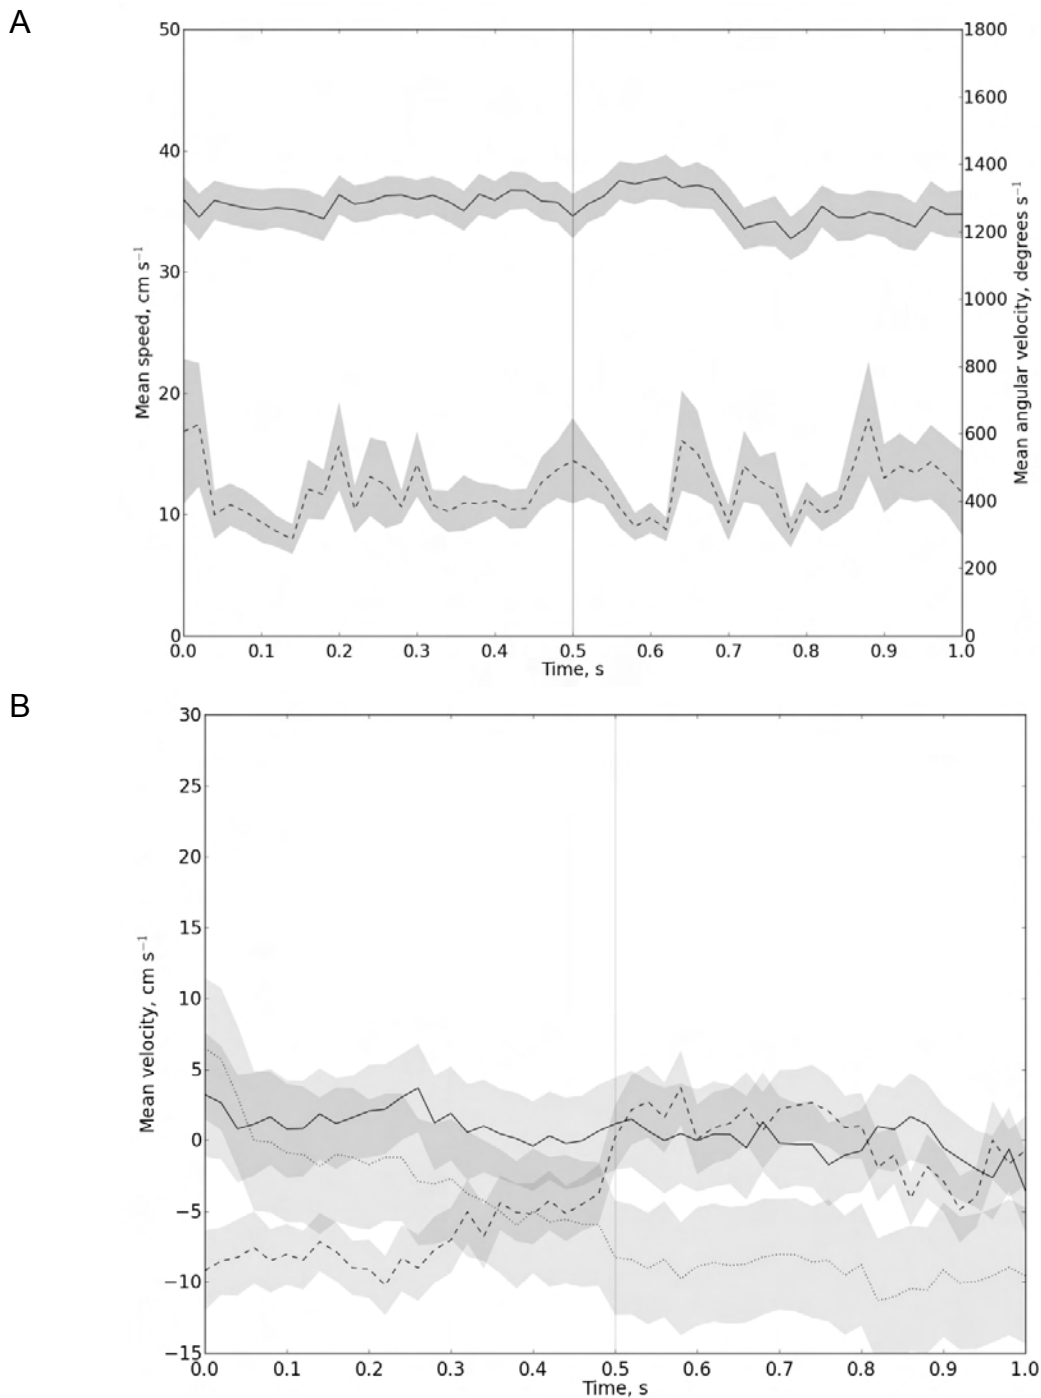 A
50
40
30
20
10
0
Mean speed, cm s⁻¹
1800
1600
1400
1200
1000
800
600
400
200
0
Mean angular velocity, degrees s⁻¹
0.0 0.1 0.2 0.3 0.4 0.5 0.6 0.7 0.8 0.9 1.0
Time, s
B
30
25
20
15
10
5
0
−5
−10
−15
Mean velocity, cm s⁻¹
0.0 0.1 0.2 0.3 0.4 0.5 0.6 0.7 0.8 0.9 1.0
Time, s